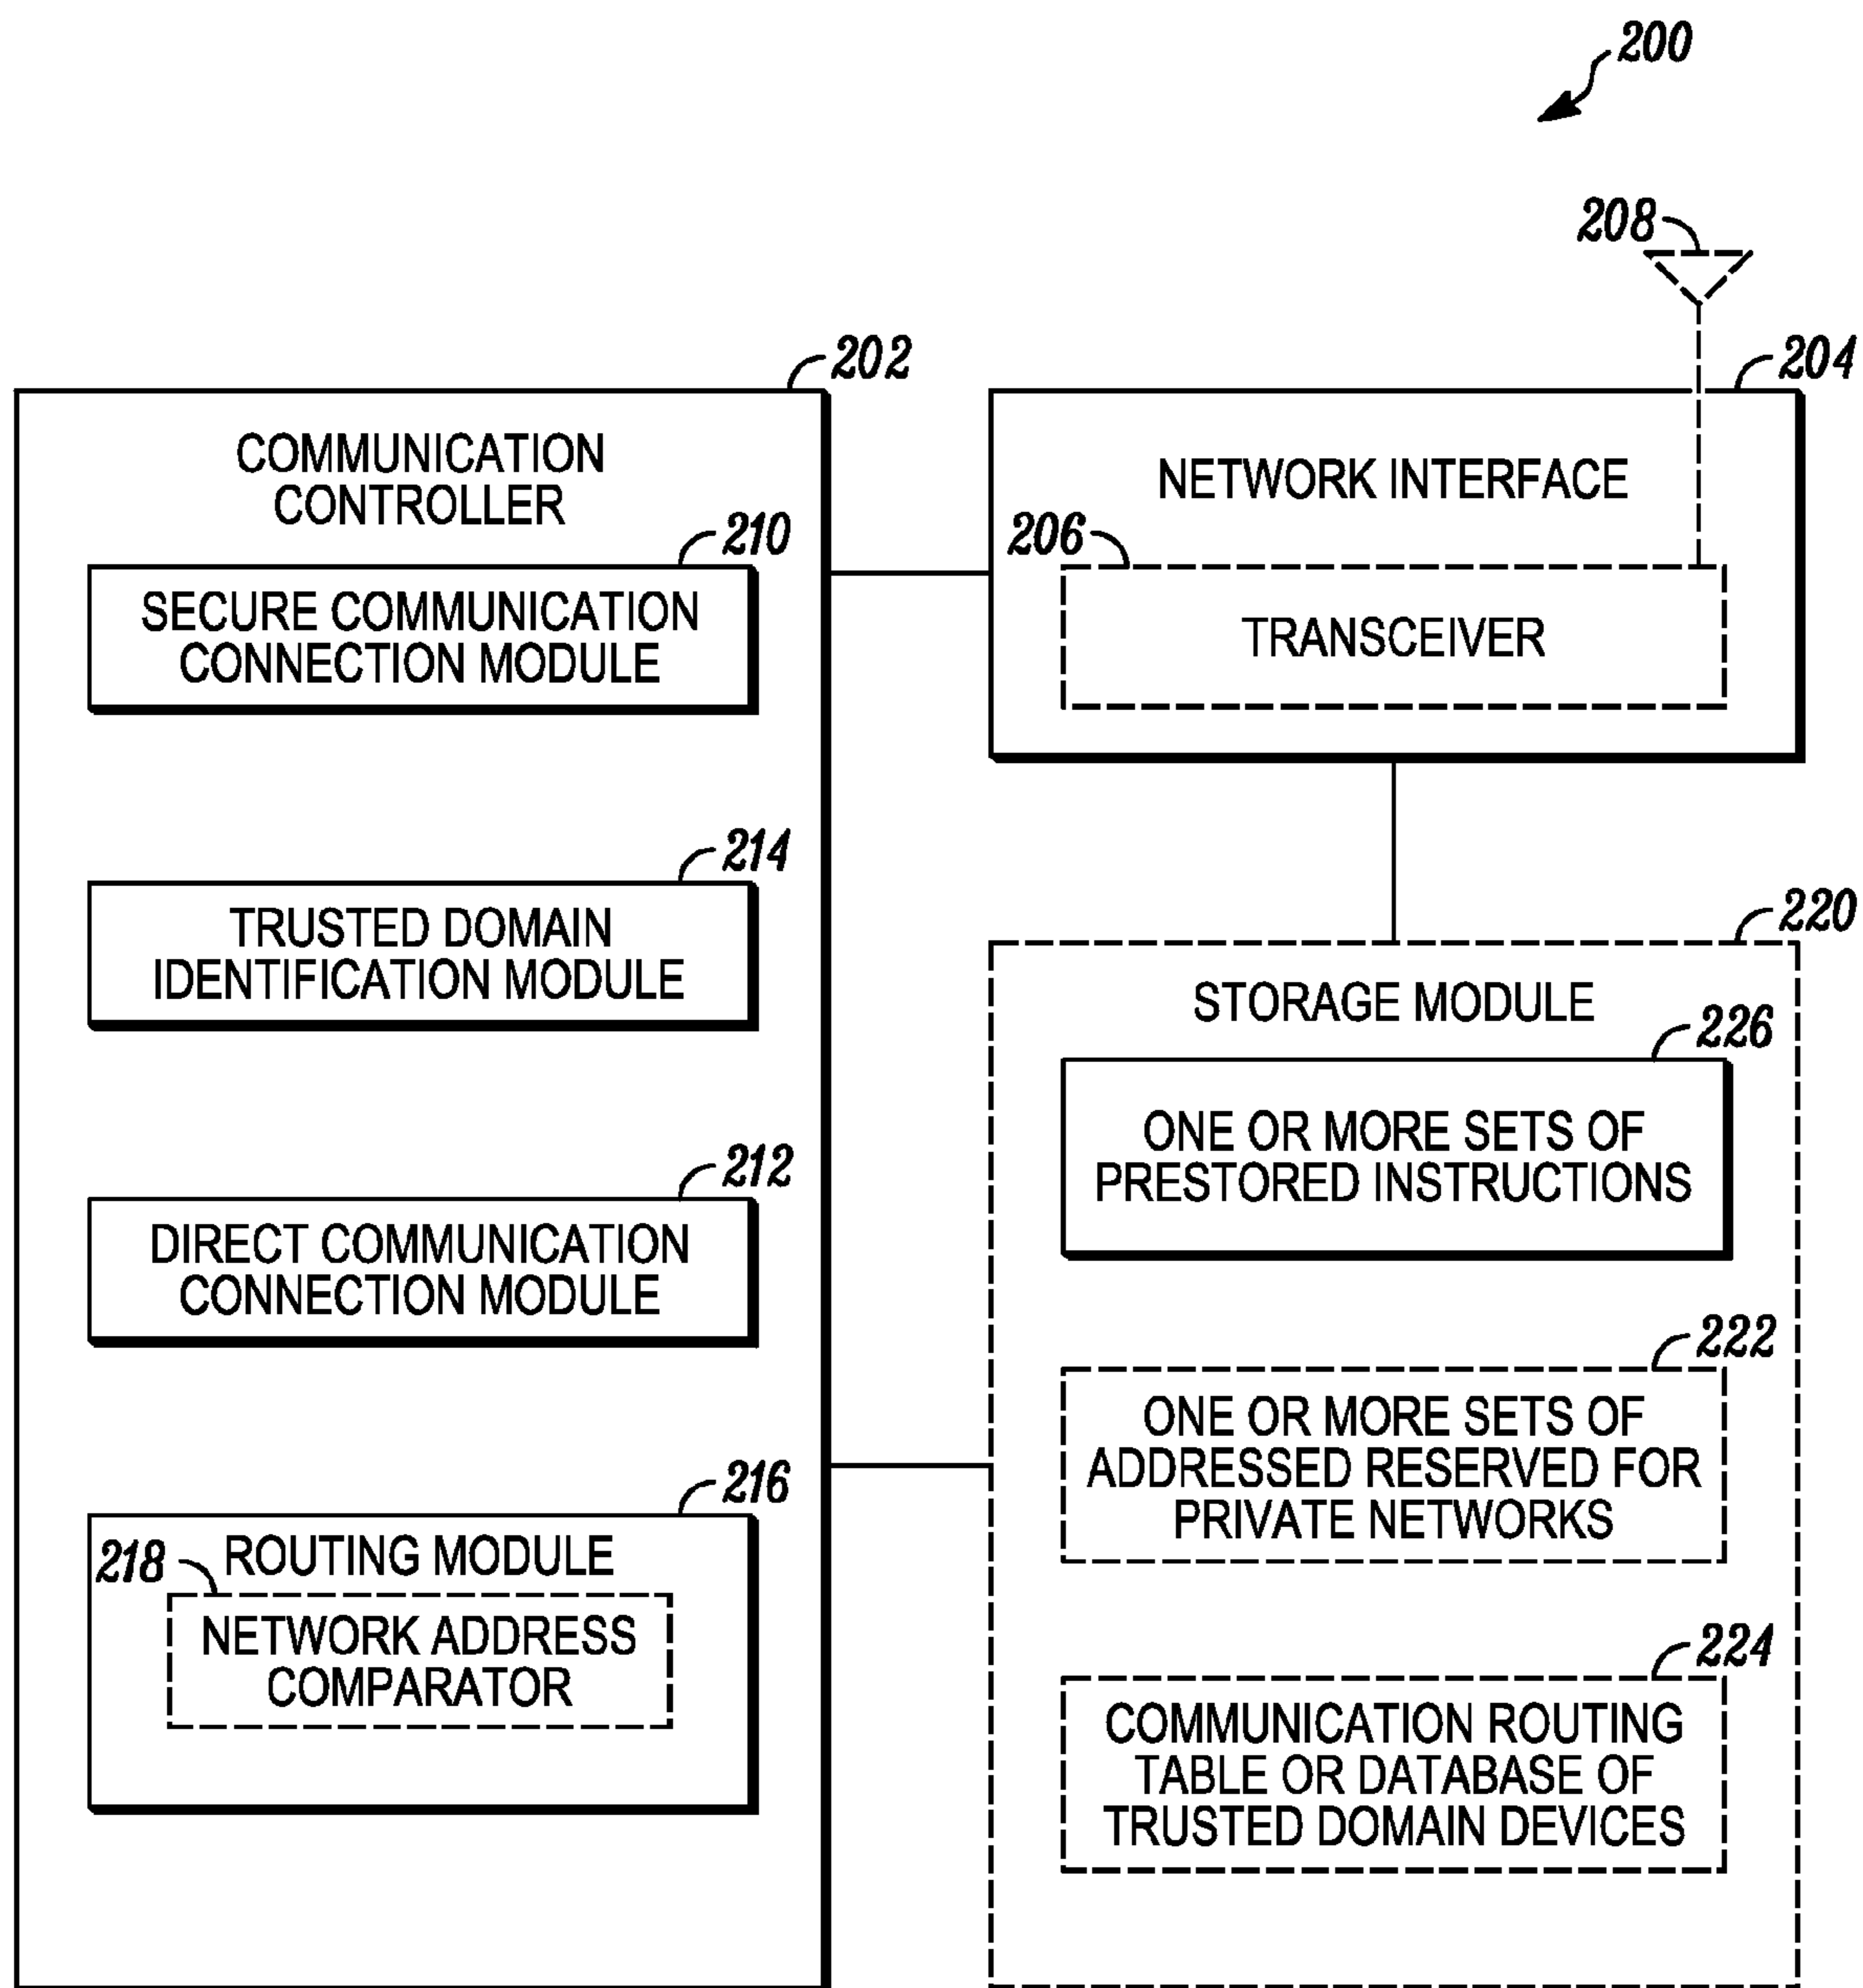 200
208
202
COMMUNICATION
CONTROLLER
210
SECURE COMMUNICATION
CONNECTION MODULE
214
TRUSTED DOMAIN
IDENTIFICATION MODULE
212
DIRECT COMMUNICATION
CONNECTION MODULE
216
218
ROUTING MODULE
NETWORK ADDRESS
COMPARATOR
204
NETWORK INTERFACE
206
TRANSCEIVER
220
STORAGE MODULE
226
ONE OR MORE SETS OF
PRESTORED INSTRUCTIONS
222
ONE OR MORE SETS OF
ADDRESSED RESERVED FOR
PRIVATE NETWORKS
224
COMMUNICATION ROUTING
TABLE OR DATABASE OF
TRUSTED DOMAIN DEVICES